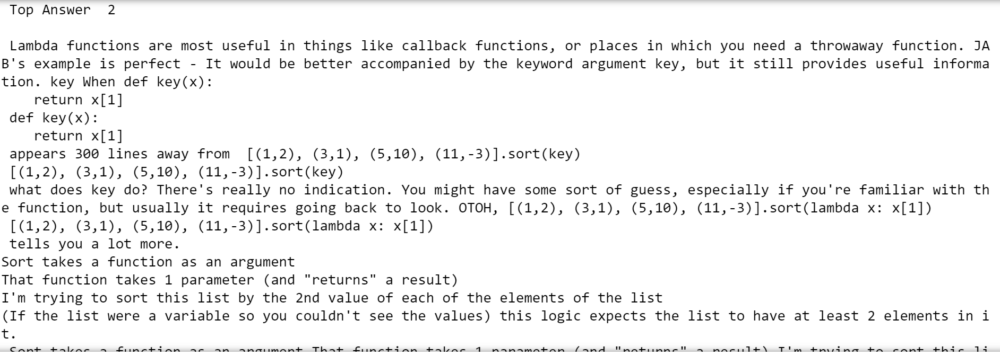 Top Answer  2
Lambda functions are most useful in things like callback functions, or places in which you need a throwaway function. JA
B's example is perfect - It would be better accompanied by the keyword argument key, but it still provides useful informa
tion. key When def key(x):
    return x[1]
 def key(x):
    return x[1]
 appears 300 lines away from  [(1,2), (3,1), (5,10), (11,-3)].sort(key)
 [(1,2), (3,1), (5,10), (11,-3)].sort(key)
 what does key do? There's really no indication. You might have some sort of guess, especially if you're familiar with th
e function, but usually it requires going back to look. OTOH, [(1,2), (3,1), (5,10), (11,-3)].sort(lambda x: x[1])
 [(1,2), (3,1), (5,10), (11,-3)].sort(lambda x: x[1])
 tells you a lot more.
Sort takes a function as an argument
That function takes 1 parameter (and "returns" a result)
I'm trying to sort this list by the 2nd value of each of the elements of the list
(If the list were a variable so you couldn't see the values) this logic expects the list to have at least 2 elements in i
t.
 Sort takes a function as an argument That function takes 1 parameter (and "returns" a result) I'm trying to sort this li